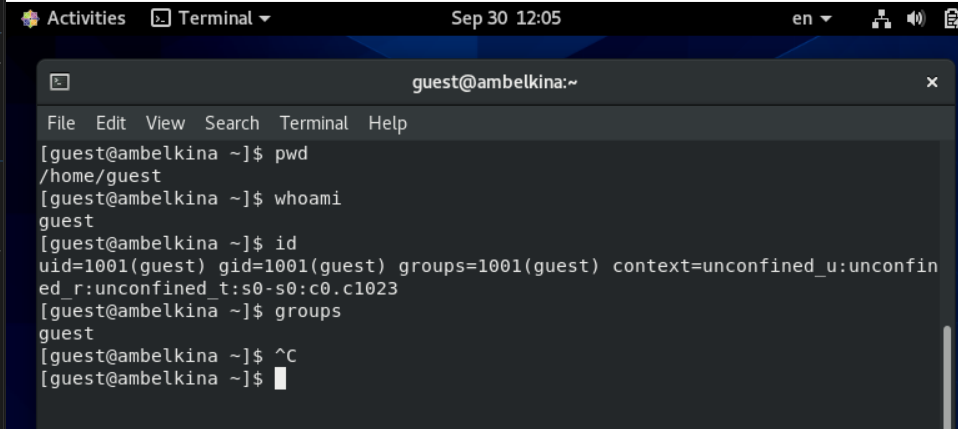 Activities Terminal Sep 30 12:05 en
guest@ambelkina:~ ×
File Edit View Search Terminal Help
[guest@ambelkina ~]$ pwd
/home/guest
[guest@ambelkina ~]$ whoami
guest
[guest@ambelkina ~]$ id
uid=1001(guest) gid=1001(guest) groups=1001(guest) context=unconfined_u:unconfin
ed_r:unconfined_t:s0-s0:c0.c1023
[guest@ambelkina ~]$ groups
guest
[guest@ambelkina ~]$ ^C
[guest@ambelkina ~]$